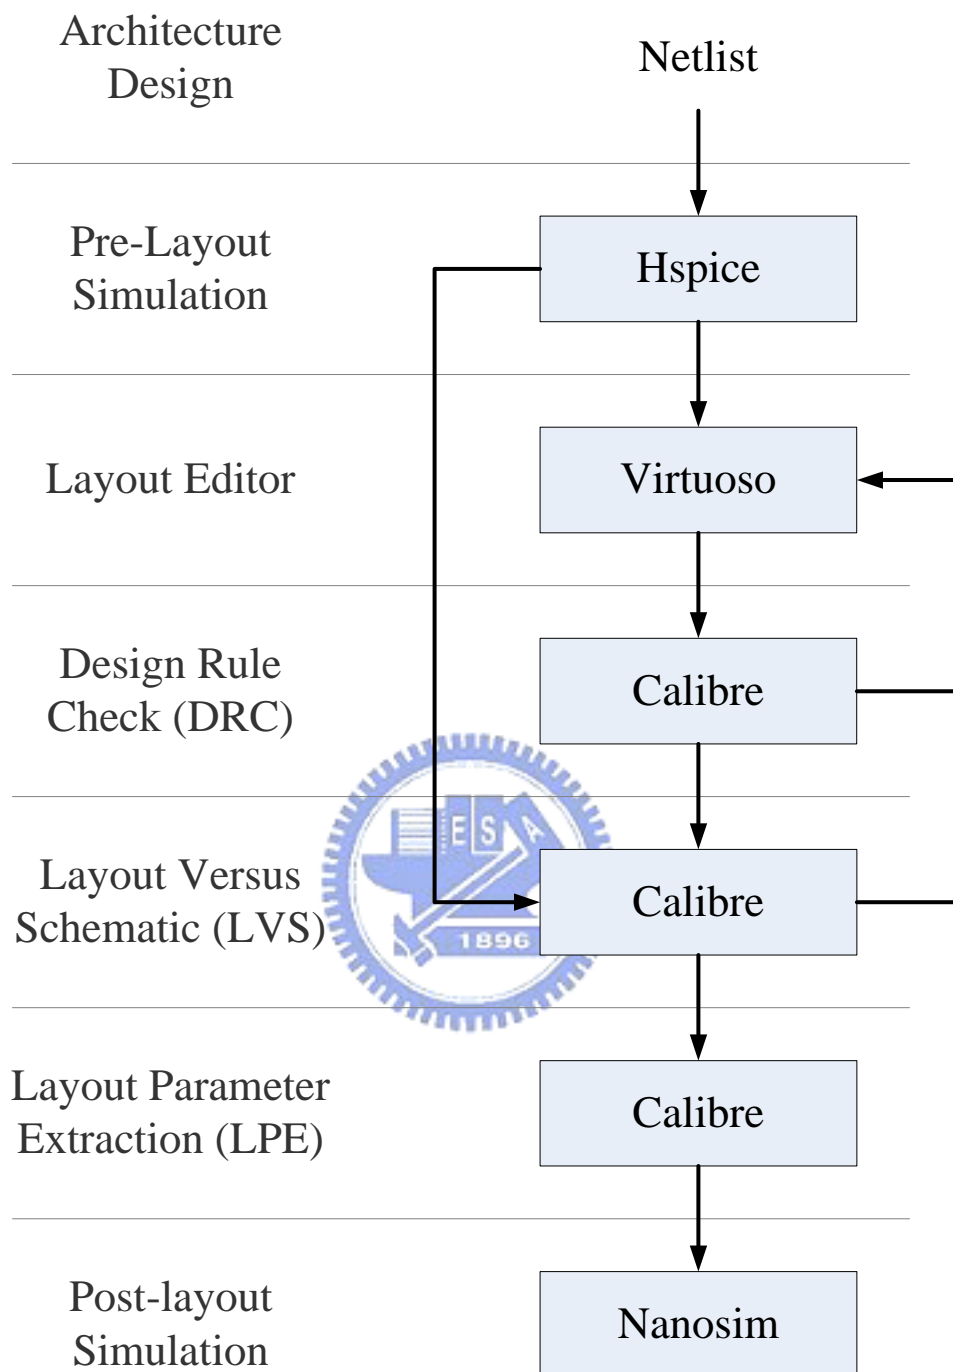 Architecture
Design
Netlist
Pre-Layout
Simulation
Hspice
Layout Editor
Virtuoso
Design Rule
Check (DRC)
Calibre
E S A
Layout Versus
Schematic (LVS)
Calibre
1896
Layout Parameter
Extraction (LPE)
Calibre
Post-layout
Simulation
Nanosim